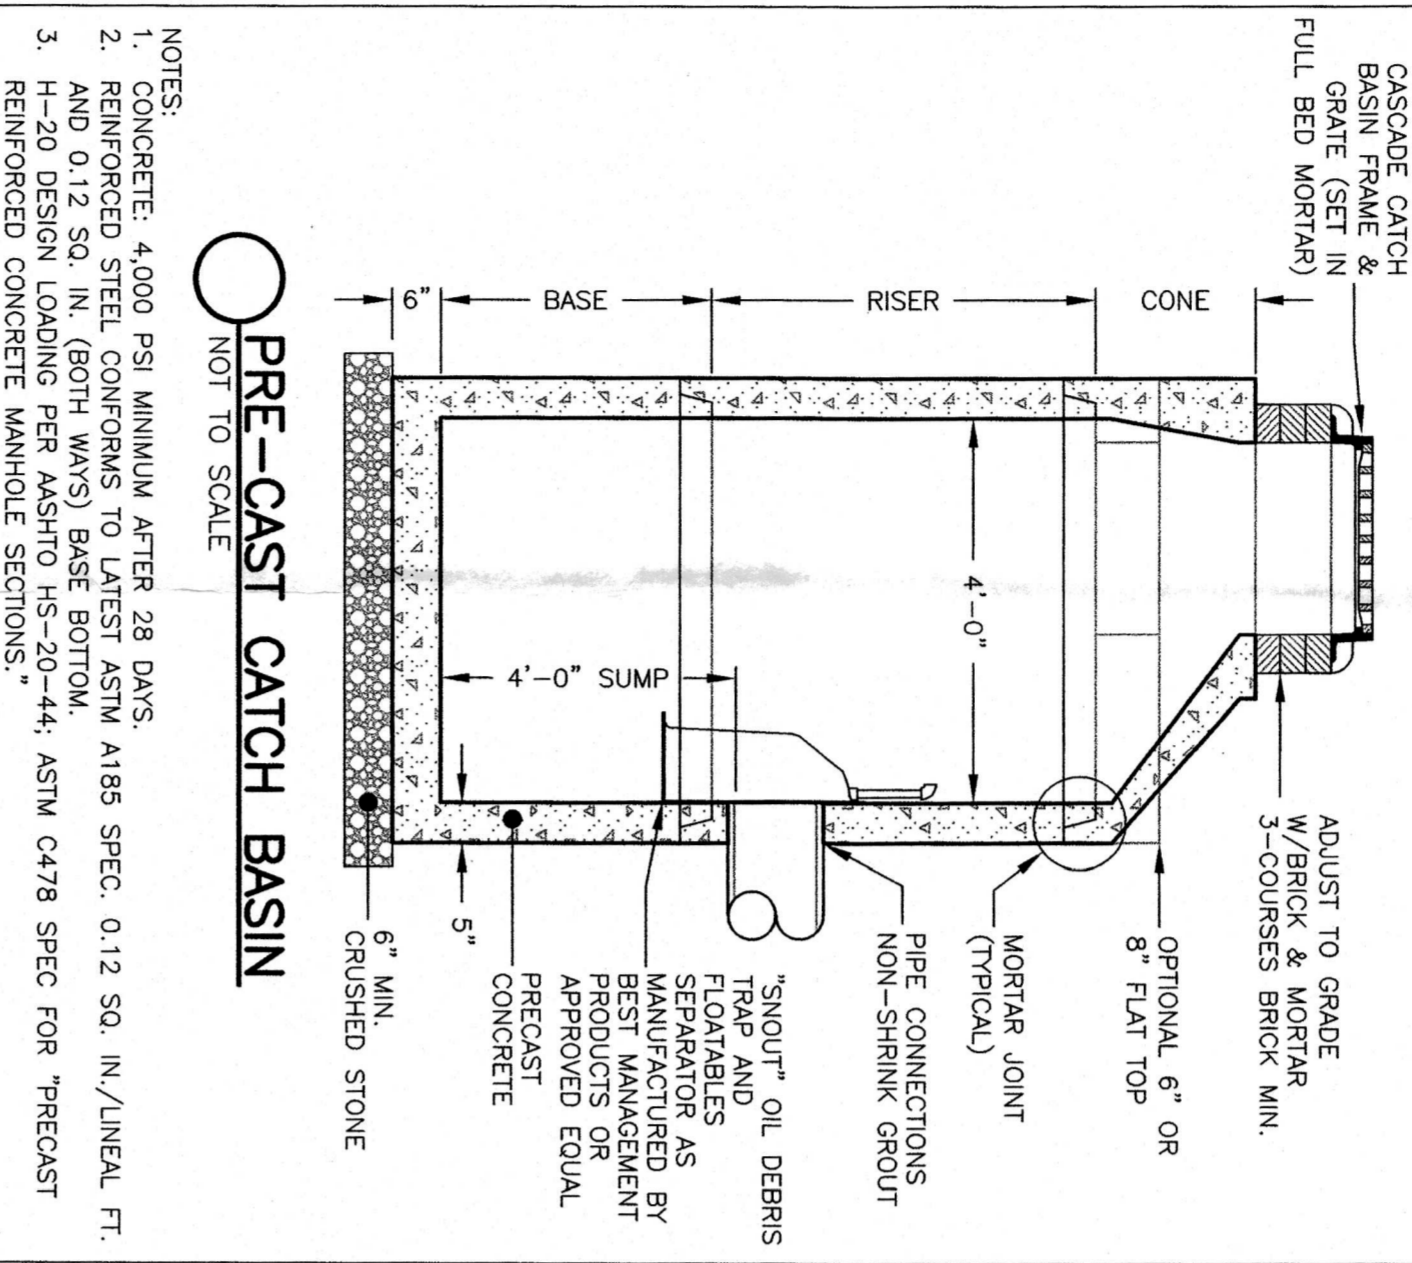 CASCADE CATCH
BASIN FRAME &
GRATE (SET IN
FULL BED MORTAR)
ADJUST TO GRADE
W/BRICK & MORTAR
3-COURSES BRICK MIN.
OPTIONAL 6" OR
8" FLAT TOP
CONE
RISER
BASE
6"
4'-0"
4'-0" SUMP
5"
MORTAR JOINT
(TYPICAL)
PIPE CONNECTIONS
NON-SHRINK GROUT
"SNOUT" OIL DEBRIS
TRAP AND
FLOATABLES
SEPARATOR AS
MANUFACTURED BY
BEST MANAGEMENT
PRODUCTS OR
APPROVED EQUAL
PRECAST
CONCRETE
6" MIN.
CRUSHED STONE
PRE-CAST CATCH BASIN
NOT TO SCALE
NOTES:
1. CONCRETE: 4,000 PSI MINIMUM AFTER 28 DAYS.
2. REINFORCED STEEL CONFORMS TO LATEST ASTM A185 SPEC. 0.12 SQ. IN./LINEAL FT.
AND 0.12 SQ. IN. (BOTH WAYS) BASE BOTTOM.
3. H-20 DESIGN LOADING PER AASHTO HS-20-44; ASTM C478 SPEC FOR "PRECAST
REINFORCED CONCRETE MANHOLE SECTIONS."